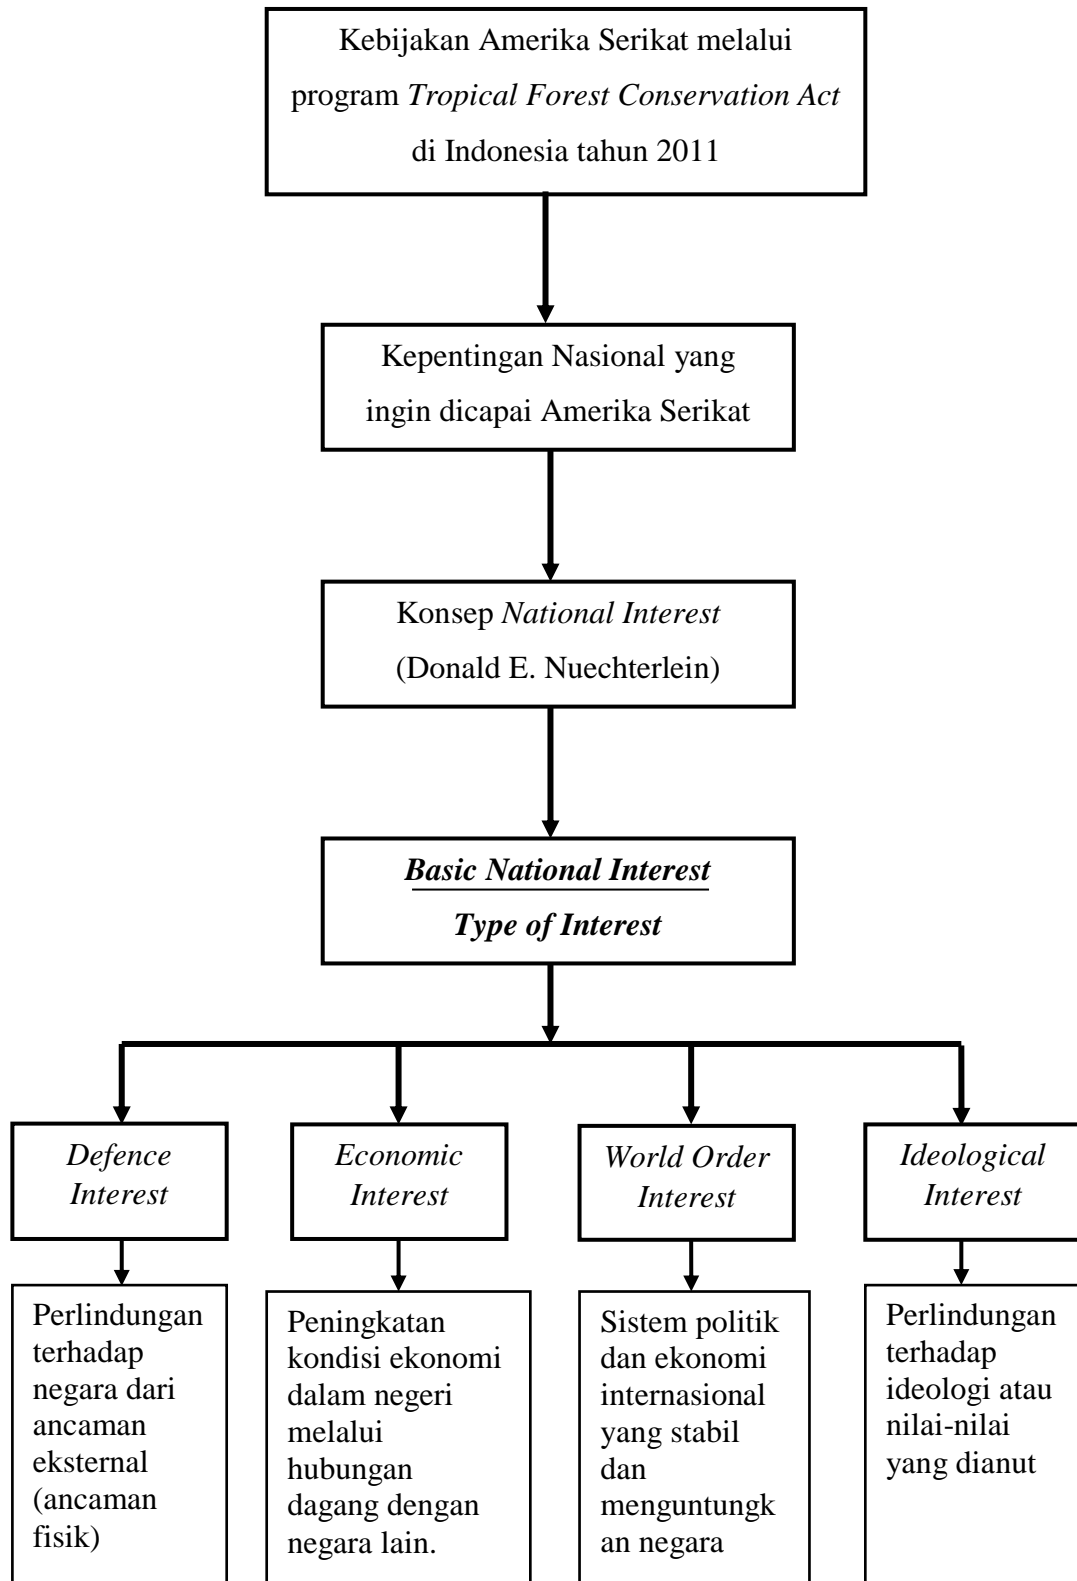 Kebijakan Amerika Serikat melalui
program Tropical Forest Conservation Act
di Indonesia tahun 2011
Kepentingan Nasional yang
ingin dicapai Amerika Serikat
Konsep National Interest
(Donald E. Nuechterlein)
Basic National Interest
Type of Interest
Defence
Interest
Economic
Interest
World Order
Interest
Ideological
Interest
Perlindungan
terhadap
negara dari
ancaman
eksternal
(ancaman
fisik)
Peningkatan
kondisi ekonomi
dalam negeri
melalui
hubungan
dagang dengan
negara lain.
Sistem politik
dan ekonomi
internasional
yang stabil
dan
menguntungk
an negara
Perlindungan
terhadap
ideologi atau
nilai-nilai
yang dianut